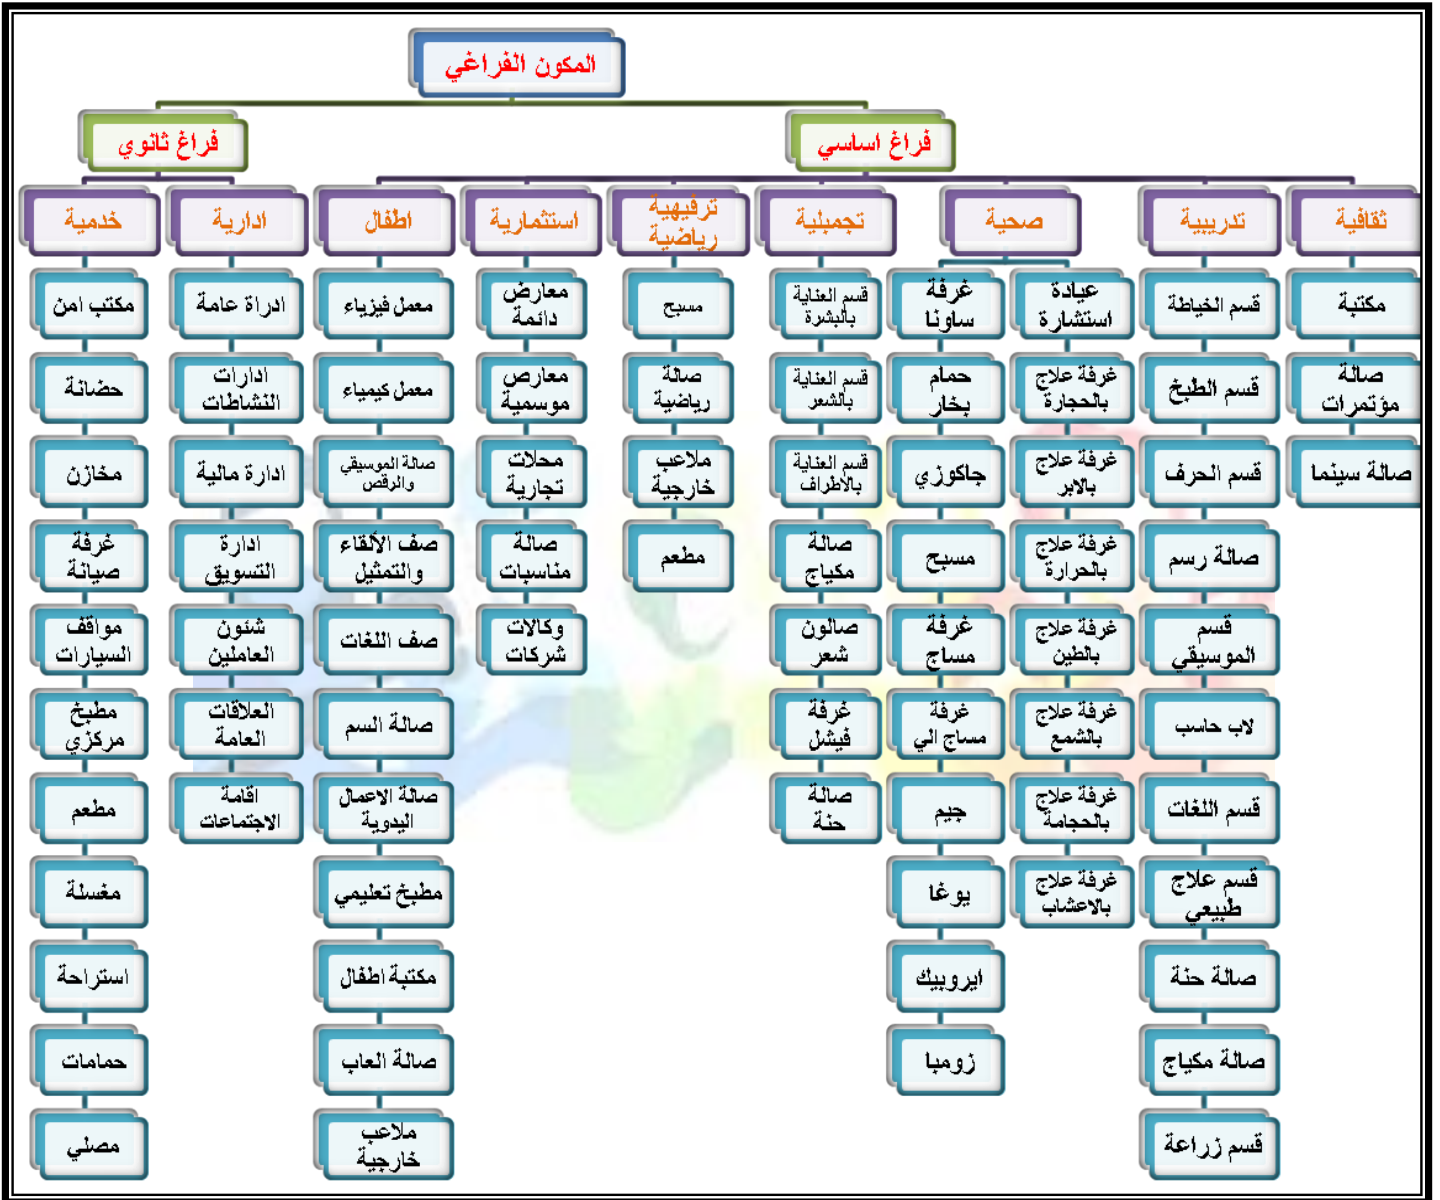 المكون الفراغي
فراغ اساسي
فراغ ثانوي
ثقافية
مكتبة
صالة
مؤتمرات
صالة سينما
تدريبية
قسم الخياطة
قسم الطبخ
قسم الحرف
صالة رسم
قسم
الموسيقي
لاب حاسب
قسم اللغات
قسم علاج
طبيعي
صالة حنة
صالة مكياج
قسم زراعة
صحية
عيادة
استشارة
غرفة علاج
بالحجارة
غرفة علاج
بالابر
غرفة علاج
بالحرارة
غرفة علاج
بالطين
غرفة علاج
بالشمع
غرفة علاج
بالحجامة
غرفة علاج
بالاعشاب
غرفة
ساونا
حمام
بخار
جاكوزي
مسبح
غرفة
مساج
غرفة
مساج الي
جيم
يوغا
ايروبيك
زومبا
تجمبلية
قسم العناية
بالبشرة
قسم العناية
بالشعر
قسم العناية
بالاطراف
صالة
مكياج
صالون
شعر
غرفة
فيشل
صالة
حنة
ترفيهية
رياضية
مسبح
صالة
رياضية
ملاعب
خارجية
مطعم
استثمارية
معارض
دائمة
معارص
موسمية
محلات
تجارية
صالة
مناسبات
وكالات
شركات
اطفال
معمل فيزياء
معمل كيمياء
صالة الموسيقي
والرقص
صف الألقاء
والتمثيل
صف اللغات
صالة السم
صالة الاعمال
اليدوية
مطبخ تعليمي
مكتبة اطفال
صالة العاب
ملاعب
خارجية
ادارية
ادراة عامة
ادارات
النشاطات
ادارة مالية
ادارة
التسويق
شئون
العاملين
العلاقات
العامة
اقامة
الاجتماعات
خدمية
مكتب امن
حضانة
مخازن
غرفة
صيانة
مواقف
السيارات
مطبخ
مركزي
مطعم
مغسلة
استراحة
حمامات
مصلي